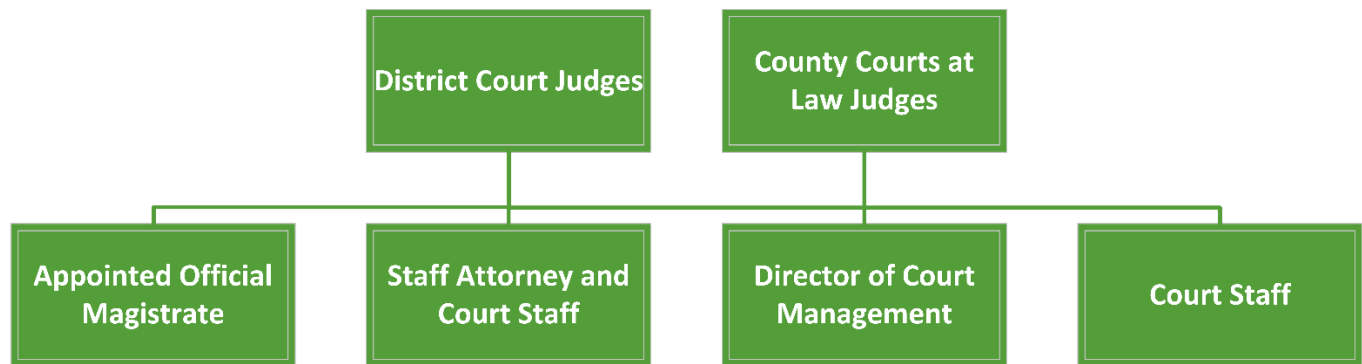 District Court Judges
County Courts at
Law Judges
Appointed Official
Magistrate
Staff Attorney and
Court Staff
Director of Court
Management
Court Staff